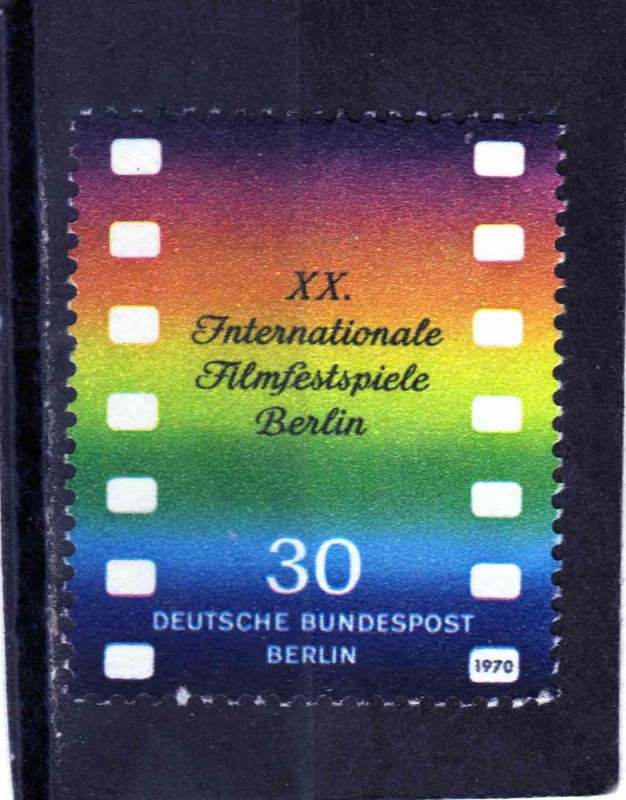 XX.
Internationale
Filmfestspiele
Berlin
30
DEUTSCHE BUNDESPOST
BERLIN
1970